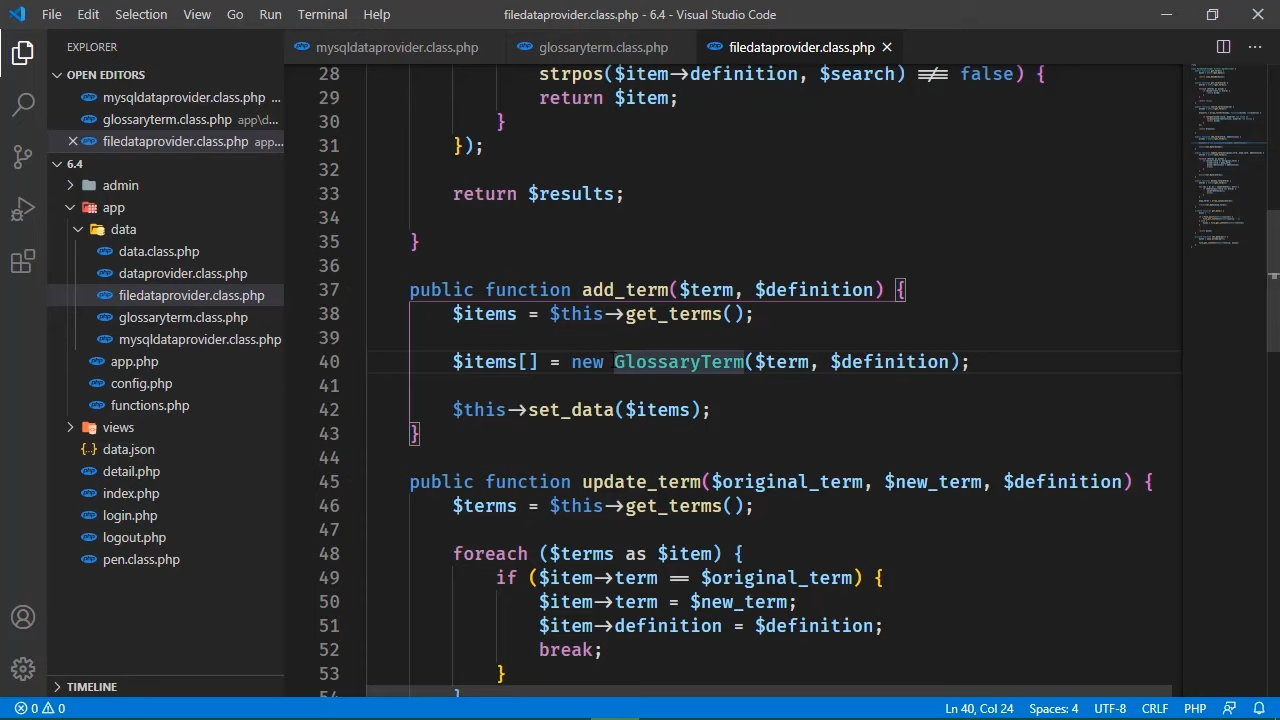 File Edit Selection View Go Run Terminal Help filedataprovider.class.php - 6.4 - Visual Studio Code
EXPLORER
OPEN EDITORS
mysqldataprovider.class.php ...
glossaryterm.class.php app\d...
filedataprovider.class.php app...
6.4
admin
app
data
data.class.php
dataprovider.class.php
filedataprovider.class.php
glossaryterm.class.php
mysqldataprovider.class.php
app.php
config.php
functions.php
views
data.json
detail.php
index.php
login.php
logout.php
pen.class.php
TIMELINE
mysqldataprovider.class.php glossaryterm.class.php filedataprovider.class.php
28 strpos($item->definition, $search) !== false) {
29 return $item;
30 }
31 });
32
33 return $results;
34
35 }
36
37 public function add_term($term, $definition) {
38 $items = $this->get_terms();
39
40 $items[] = new GlossaryTerm($term, $definition);
41
42 $this->set_data($items);
43 }
44
45 public function update_term($original_term, $new_term, $definition) {
46 $terms = $this->get_terms();
47
48 foreach ($terms as $item) {
49 if ($item->term == $original_term) {
50 $item->term = $new_term;
51 $item->definition = $definition;
52 break;
53 }
54 }
0 0 Ln 40, Col 24 Spaces: 4 UTF-8 CRLF PHP